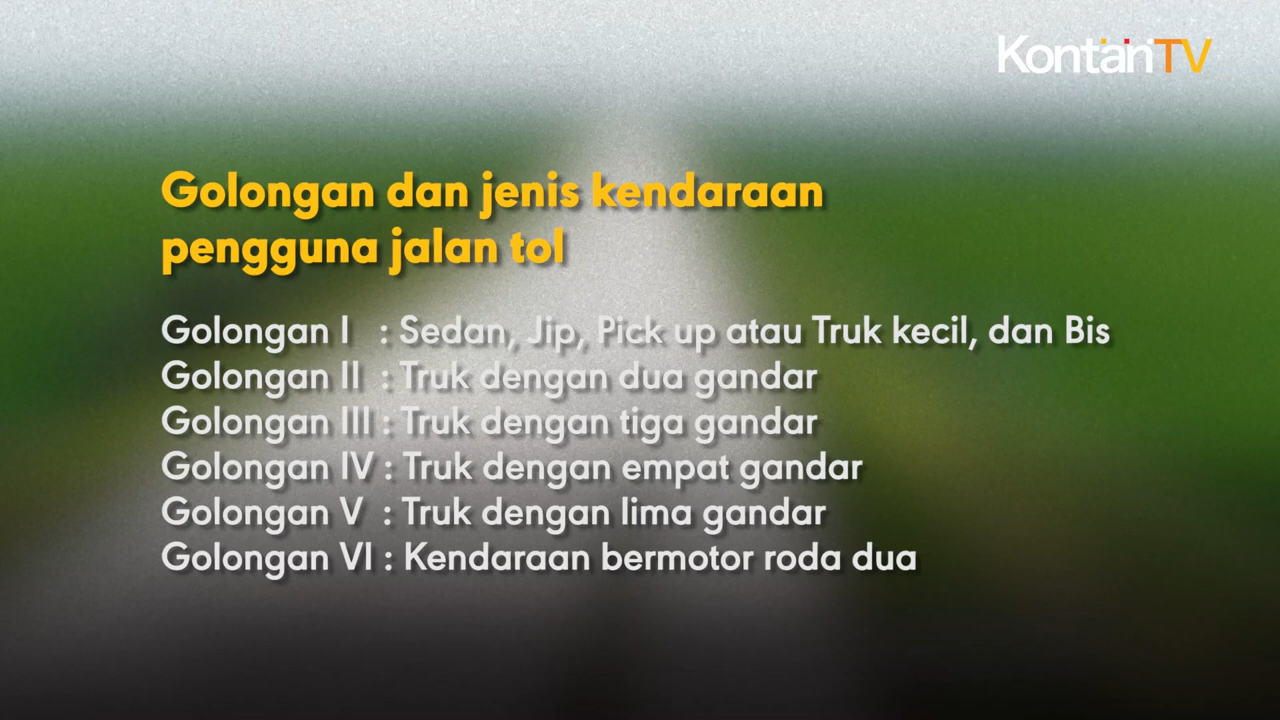 KontanTV
Golongan dan jenis kendaraan
pengguna jalan tol
Golongan I : Sedan, Jip, Pick up atau Truk kecil, dan Bis
Golongan II : Truk dengan dua gandar
Golongan III : Truk dengan tiga gandar
Golongan IV : Truk dengan empat gandar
Golongan V : Truk dengan lima gandar
Golongan VI : Kendaraan bermotor roda dua